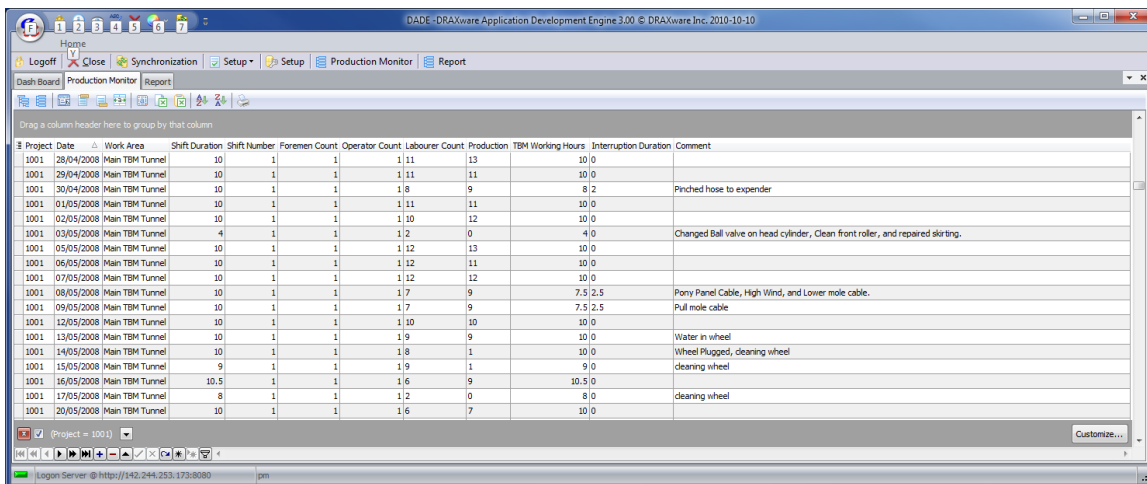 DADE -DRAXware Application Development Engine 3.00 © DRAXware Inc. 2010-10-10
F 1 2 3 4 5 6 7
Home
Y
Logoff Close Synchronization Setup Setup Production Monitor Report
Dash Board Production Monitor Report
Drag a column header here to group by that column
Project Date Work Area Shift Duration Shift Number Foremen Count Operator Count Labourer Count Production TBM Working Hours Interruption Duration Comment
1001 28/04/2008 Main TBM Tunnel 10 1 1 1 11 13 10 0
1001 29/04/2008 Main TBM Tunnel 10 1 1 1 11 11 10 0
1001 30/04/2008 Main TBM Tunnel 10 1 1 1 8 9 8 2 Pinched hose to expender
1001 01/05/2008 Main TBM Tunnel 10 1 1 1 11 11 10 0
1001 02/05/2008 Main TBM Tunnel 10 1 1 1 10 12 10 0
1001 03/05/2008 Main TBM Tunnel 4 1 1 1 2 0 4 0 Changed Ball valve on head cylinder, Clean front roller, and repaired skirting.
1001 05/05/2008 Main TBM Tunnel 10 1 1 1 12 13 10 0
1001 06/05/2008 Main TBM Tunnel 10 1 1 1 12 11 10 0
1001 07/05/2008 Main TBM Tunnel 10 1 1 1 12 12 10 0
1001 08/05/2008 Main TBM Tunnel 10 1 1 1 7 9 7.5 2.5 Pony Panel Cable, High Wind, and Lower mole cable.
1001 09/05/2008 Main TBM Tunnel 10 1 1 1 7 9 7.5 2.5 Pull mole cable
1001 12/05/2008 Main TBM Tunnel 10 1 1 1 10 10 10 0
1001 13/05/2008 Main TBM Tunnel 10 1 1 1 9 9 10 0 Water in wheel
1001 14/05/2008 Main TBM Tunnel 10 1 1 1 8 1 10 0 Wheel Plugged, cleaning wheel
1001 15/05/2008 Main TBM Tunnel 9 1 1 1 9 1 9 0 cleaning wheel
1001 16/05/2008 Main TBM Tunnel 10.5 1 1 1 6 9 10.5 0
1001 17/05/2008 Main TBM Tunnel 8 1 1 1 2 0 8 0 cleaning wheel
1001 20/05/2008 Main TBM Tunnel 10 1 1 1 6 7 10 0
(Project = 1001) Customize...
Logon Server @ http://142.244.253.173:8080 pm